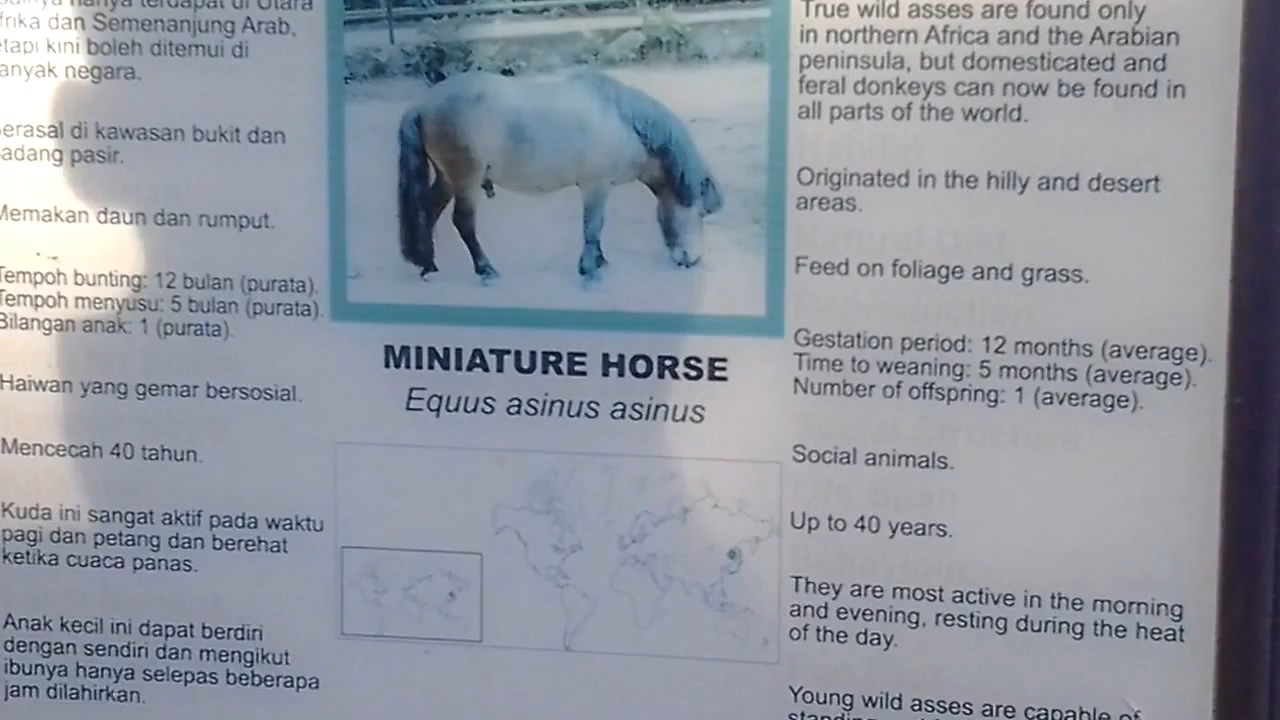 dan Semenanjung Arab,
kini boleh ditemui di
negara.
di kawasan bukit dan
pasir.
Memakan daun dan rumput.
Tempoh bunting: 12 bulan (purata).
Tempoh menyusu: 5 bulan (purata).
Bilangan anak: 1 (purata).
Haiwan yang gemar bersosial.
Mencecah 40 tahun.
Kuda ini sangat aktif pada waktu
pagi dan petang dan berehat
ketika cuaca panas.
Anak kecil ini dapat berdiri
dengan sendiri dan mengikut
ibunya hanya selepas beberapa
jam dilahirkan.
MINIATURE HORSE
Equus asinus asinus
True wild asses are found only
in northern Africa and the Arabian
peninsula, but domesticated and
feral donkeys can now be found in
all parts of the world.
Originated in the hilly and desert
areas.
Feed on foliage and grass.
Gestation period: 12 months (average).
Time to weaning: 5 months (average).
Number of offspring: 1 (average).
Social animals.
Up to 40 years.
They are most active in the morning
and evening, resting during the heat
of the day.
Young wild asses are capable of